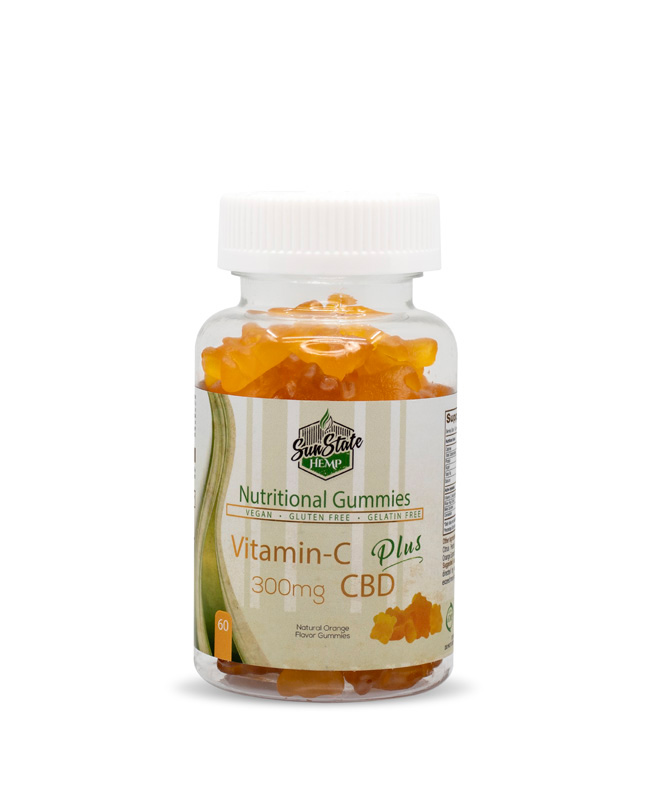 SunState
HEMP
Nutritional Gummies
VEGAN • GLUTEN FREE • GELATIN FREE
Vitamin-C Plus
300mg CBD
60
Natural Orange
Flavor Gummies